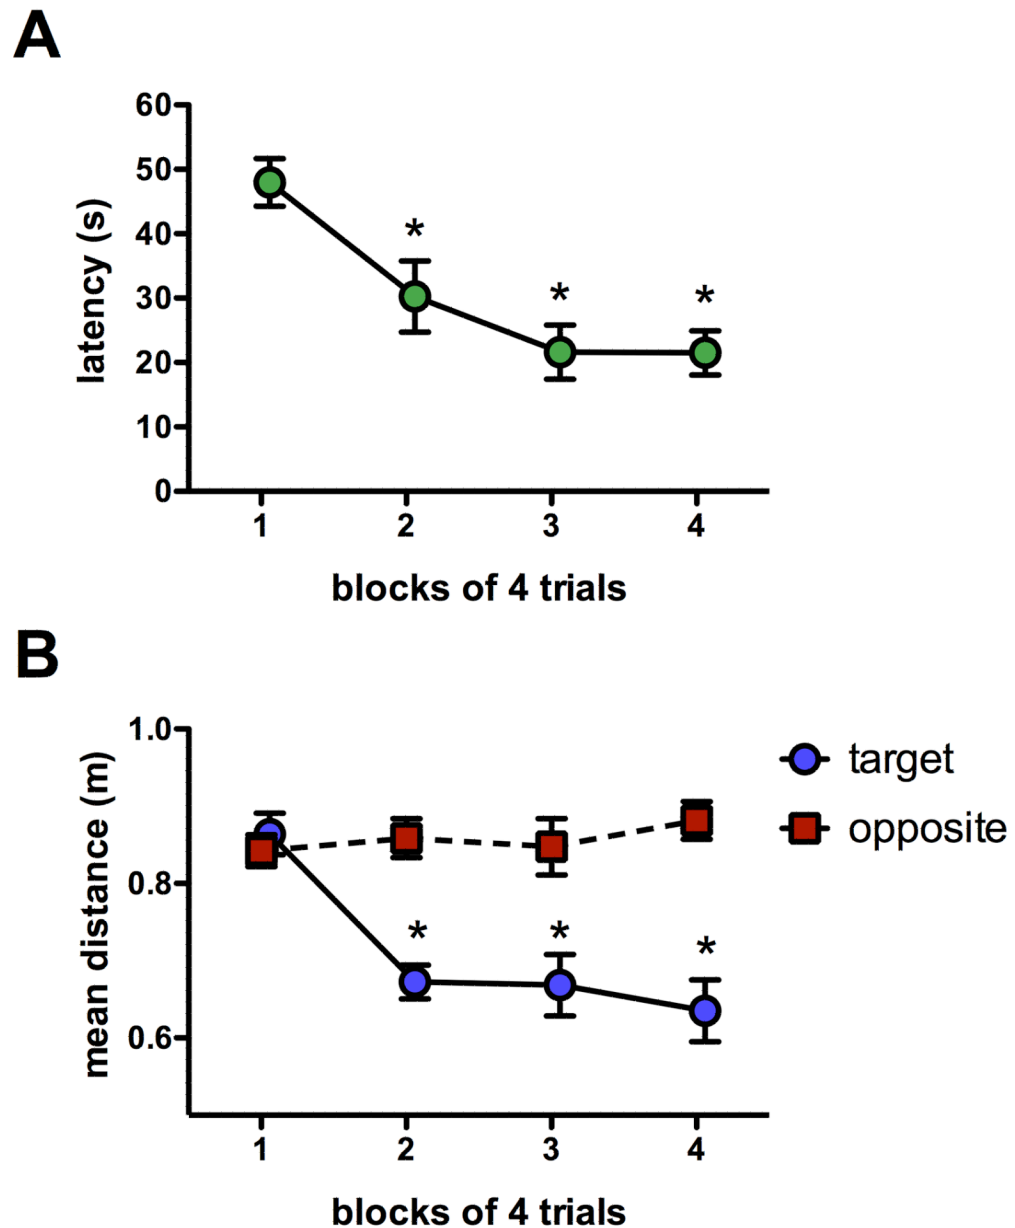 A
60
50
40
30
20
10
0
latency (s)
*
*
*
1 2 3 4
blocks of 4 trials
B
1.0
0.8
0.6
mean distance (m)
*
*
*
1 2 3 4
blocks of 4 trials
target
opposite